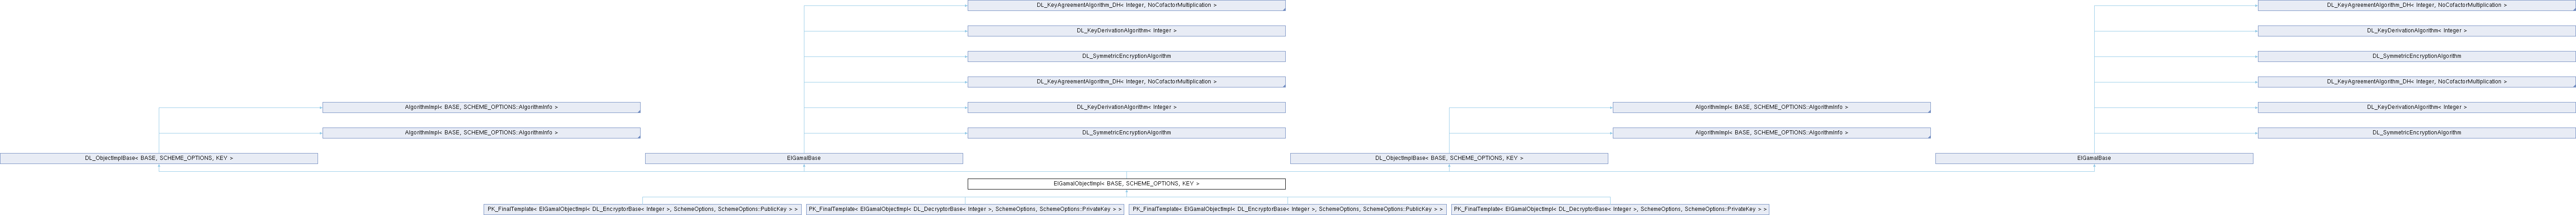 DL_KeyAgreementAlgorithm_DH< Integer, NoCofactorMultiplication >
DL_KeyAgreementAlgorithm_DH< Integer, NoCofactorMultiplication >
DL_KeyDerivationAlgorithm< Integer >
DL_KeyDerivationAlgorithm< Integer >
DL_SymmetricEncryptionAlgorithm
DL_SymmetricEncryptionAlgorithm
DL_KeyAgreementAlgorithm_DH< Integer, NoCofactorMultiplication >
DL_KeyAgreementAlgorithm_DH< Integer, NoCofactorMultiplication >
AlgorithmImpl< BASE, SCHEME_OPTIONS::AlgorithmInfo >
DL_KeyDerivationAlgorithm< Integer >
AlgorithmImpl< BASE, SCHEME_OPTIONS::AlgorithmInfo >
DL_KeyDerivationAlgorithm< Integer >
AlgorithmImpl< BASE, SCHEME_OPTIONS::AlgorithmInfo >
DL_SymmetricEncryptionAlgorithm
AlgorithmImpl< BASE, SCHEME_OPTIONS::AlgorithmInfo >
DL_SymmetricEncryptionAlgorithm
DL_ObjectImplBase< BASE, SCHEME_OPTIONS, KEY >
ElGamalBase
DL_ObjectImplBase< BASE, SCHEME_OPTIONS, KEY >
ElGamalBase
ElGamalObjectImpl< BASE, SCHEME_OPTIONS, KEY >
PK_FinalTemplate< ElGamalObjectImpl< DL_EncryptorBase< Integer >, SchemeOptions, SchemeOptions::PublicKey > >
PK_FinalTemplate< ElGamalObjectImpl< DL_DecryptorBase< Integer >, SchemeOptions, SchemeOptions::PrivateKey > >
PK_FinalTemplate< ElGamalObjectImpl< DL_EncryptorBase< Integer >, SchemeOptions, SchemeOptions::PublicKey > >
PK_FinalTemplate< ElGamalObjectImpl< DL_DecryptorBase< Integer >, SchemeOptions, SchemeOptions::PrivateKey > >